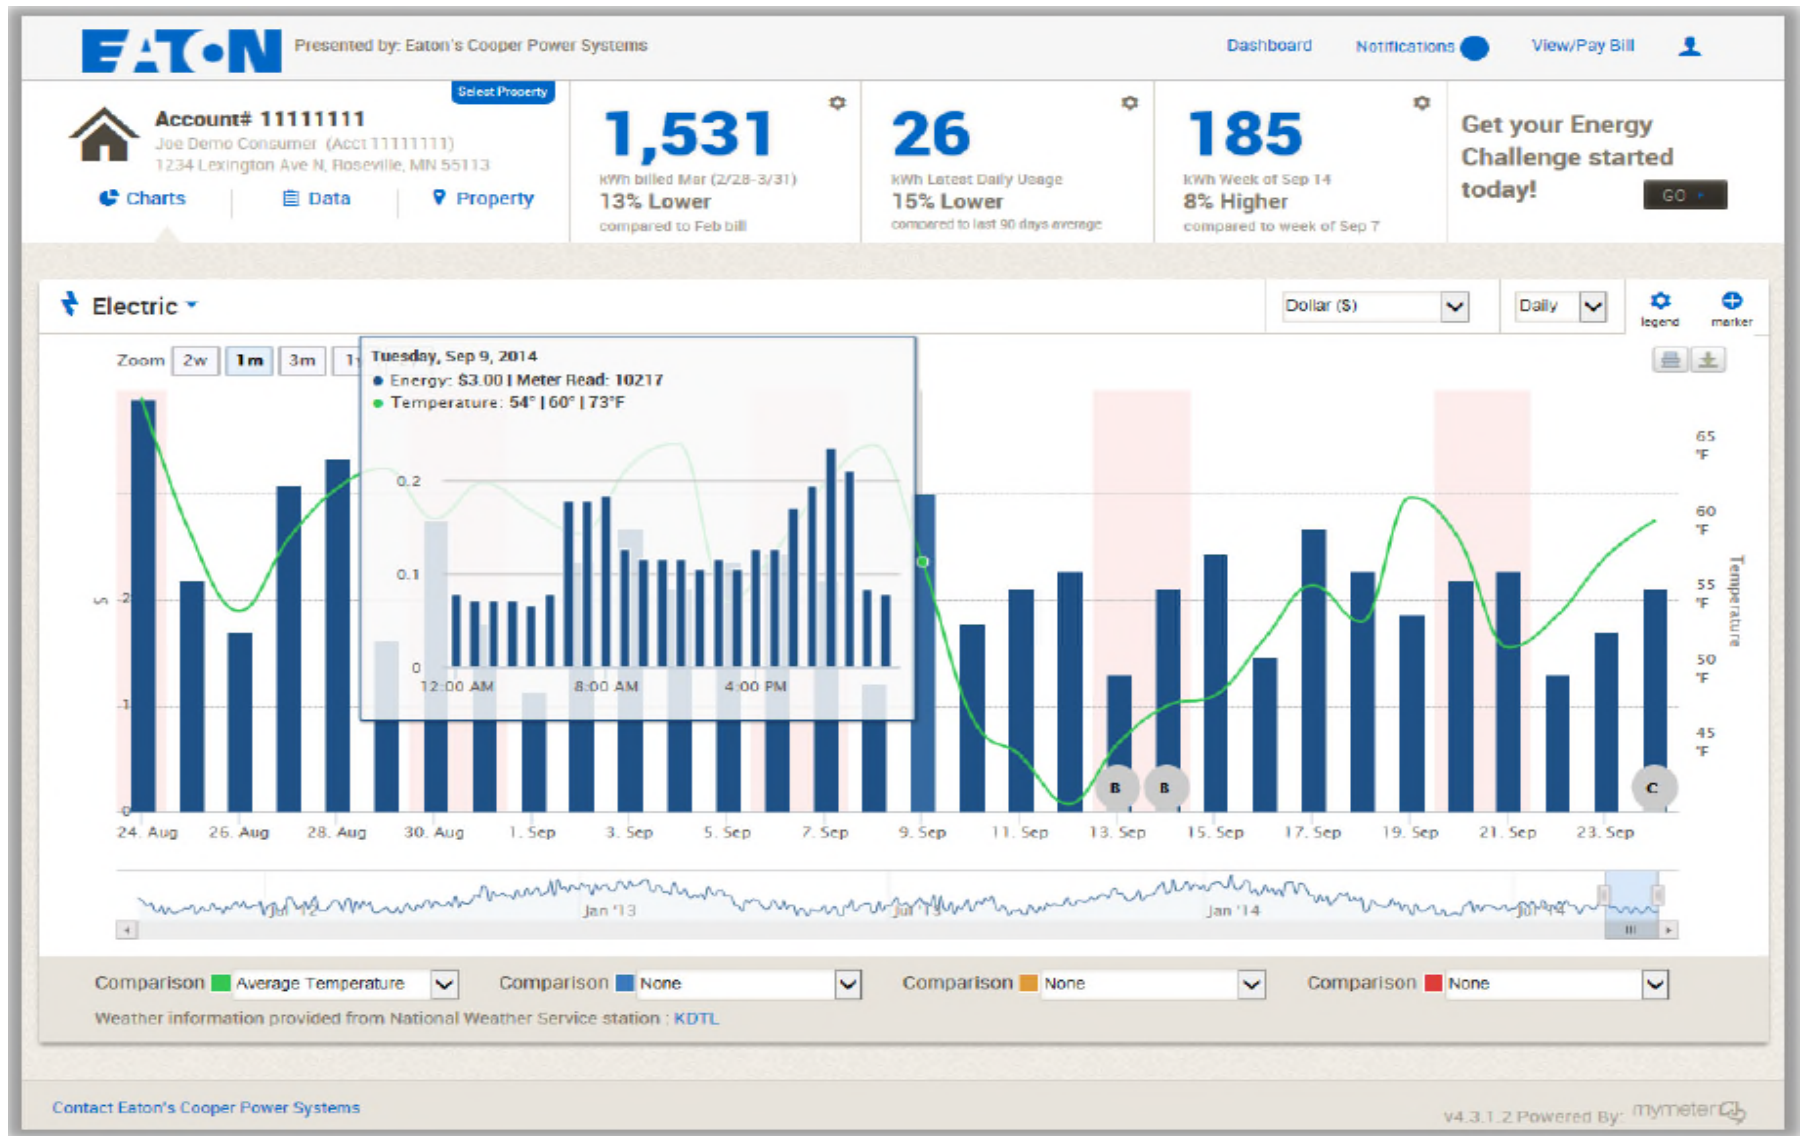 EATON Presented by: Eaton's Cooper Power Systems
Dashboard Notifications View/Pay Bill
Select Property
Account# 11111111
Joe Demo Consumer (Acct 11111111)
1234 Lexington Ave N, Roseville, MN 55113
Charts Data Property
1,531
kWh billed Mar (2/28-3/31)
13% Lower
compared to Feb bill
26
kWh Latest Daily Usage
15% Lower
compared to last 90 days average
185
kWh Week of Sep 14
8% Higher
compared to week of Sep 7
Get your Energy
Challenge started
today!
GO
Electric
Dollar ($)
Daily
legend
marker
Zoom 2w 1m 3m
Tuesday, Sep 9, 2014
Energy: $3.00 | Meter Read: 10217
Temperature: 54° | 60° | 73°F
0.2
0.1
0
12:00 AM 8:00 AM 4:00 PM
$
2
1
0
65
°F
60
°F
55
°F
50
°F
45
°F
Temperature
B B C
24. Aug 26. Aug 28. Aug 30. Aug 1. Sep 3. Sep 5. Sep 7. Sep 9. Sep 11. Sep 13. Sep 15. Sep 17. Sep 19. Sep 21. Sep 23. Sep
Jul '12 Jan '13 Jul '13 Jan '14 Jul '14
Comparison Average Temperature Comparison None Comparison None Comparison None
Weather information provided from National Weather Service station : KDTL
Contact Eaton's Cooper Power Systems
v4.3.1.2 Powered By: mymeter